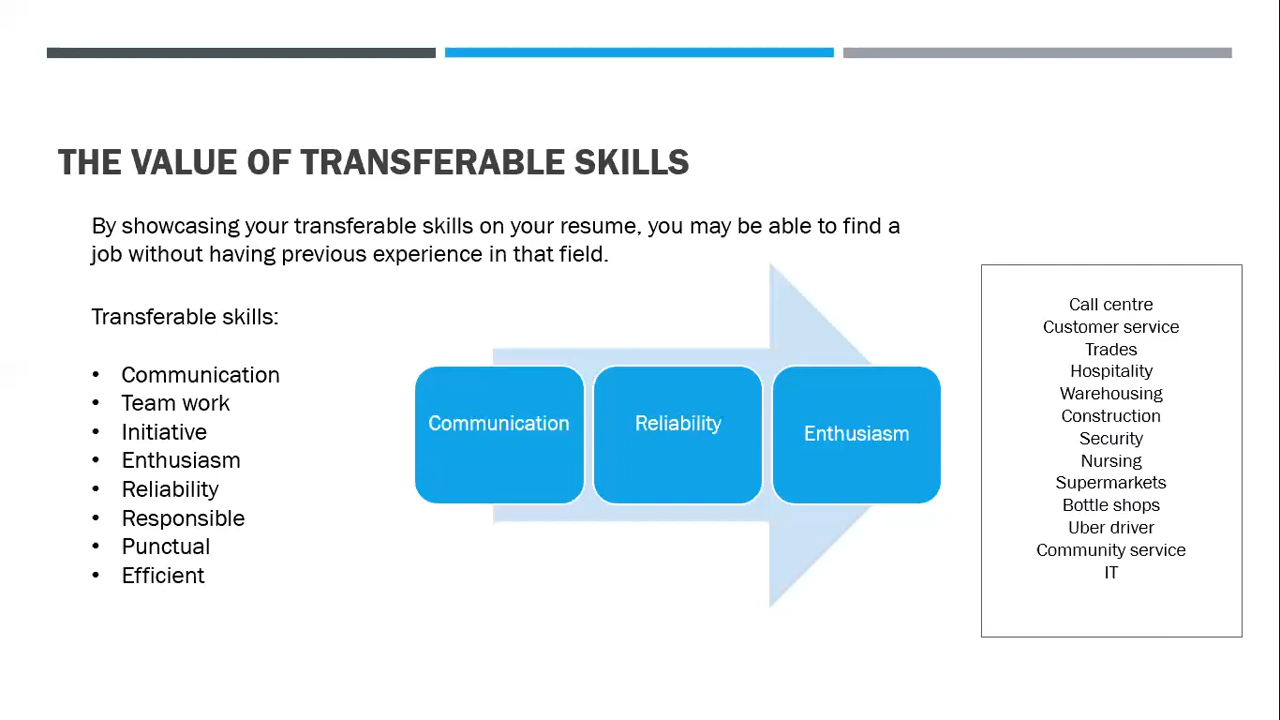 THE VALUE OF TRANSFERABLE SKILLS
By showcasing your transferable skills on your resume, you may be able to find a
job without having previous experience in that field.
Transferable skills:
• Communication
• Team work
• Initiative
• Enthusiasm
• Reliability
• Responsible
• Punctual
• Efficient
Communication
Reliability
Enthusiasm
Call centre
Customer service
Trades
Hospitality
Warehousing
Construction
Security
Nursing
Supermarkets
Bottle shops
Uber driver
Community service
IT